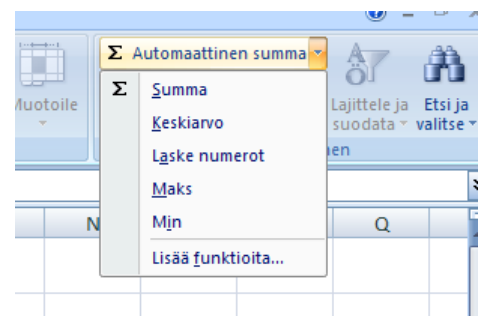 Σ Automaattinen summa
Muotoile
Lajittele ja suodata
Etsi ja valitse
Σ Summa
Keskiarvo
Laske numerot
Maks
Min
Lisää funktioita...
N
Q